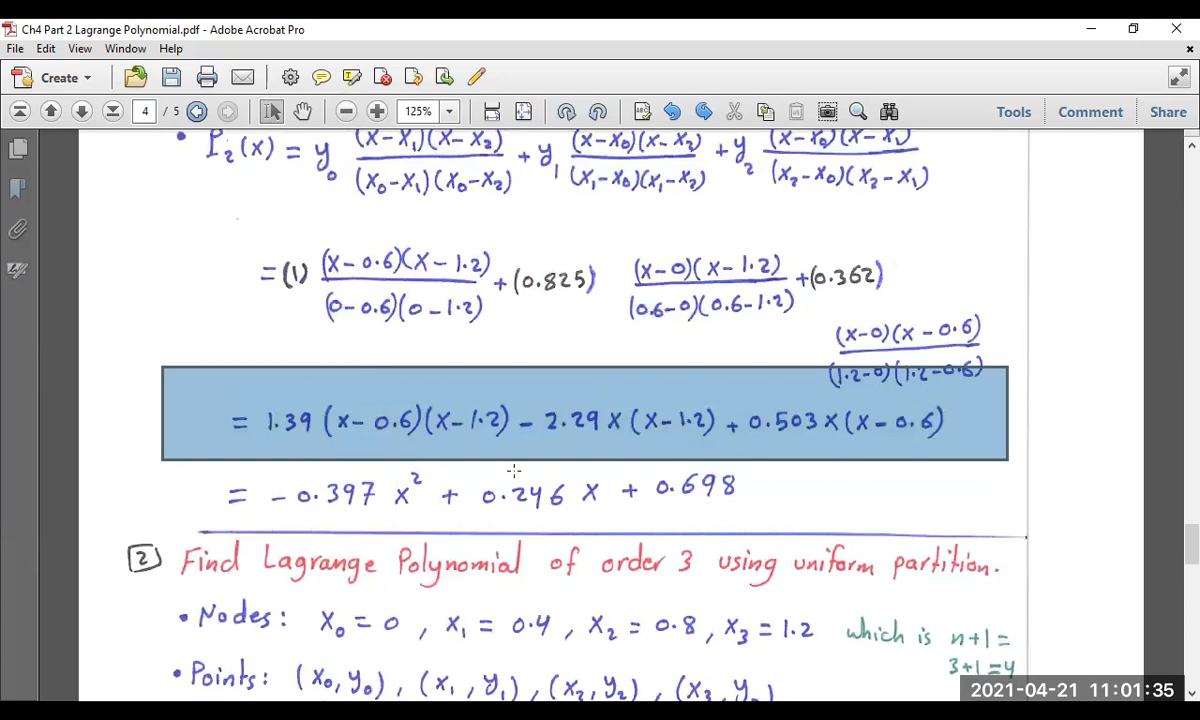 Ch4 Part 2 Lagrange Polynomial.pdf - Adobe Acrobat Pro
File Edit View Window Help
Create
4 / 5 125% Tools Comment Share
• P₂(x) = y₀ (x-x₁)(x-x₂) / (x₀-x₁)(x₀-x₂) + y₁ (x-x₀)(x-x₂) / (x₁-x₀)(x₁-x₂) + y₂ (x-x₀)(x-x₁) / (x₂-x₀)(x₂-x₁)
= (1) (x-0.6)(x-1.2) / (0-0.6)(0-1.2) + (0.825) (x-0)(x-1.2) / (0.6-0)(0.6-1.2) + (0.362)
(x-0)(x-0.6) / (1.2-0)(1.2-0.6)
= 1.39 (x-0.6)(x-1.2) - 2.29 x (x-1.2) + 0.503 x (x-0.6)
= -0.397 x² + 0.246 x + 0.698
2 Find Lagrange Polynomial of order 3 using uniform partition.
• Nodes: x₀ = 0 , x₁ = 0.4 , x₂ = 0.8 , x₃ = 1.2 which is n+1 =
3+1=4
• Points: (x₀, y₀) , (x₁, y₁) , (x₂, y₂) , (x₃, y₃)
2021-04-21 11:01:35